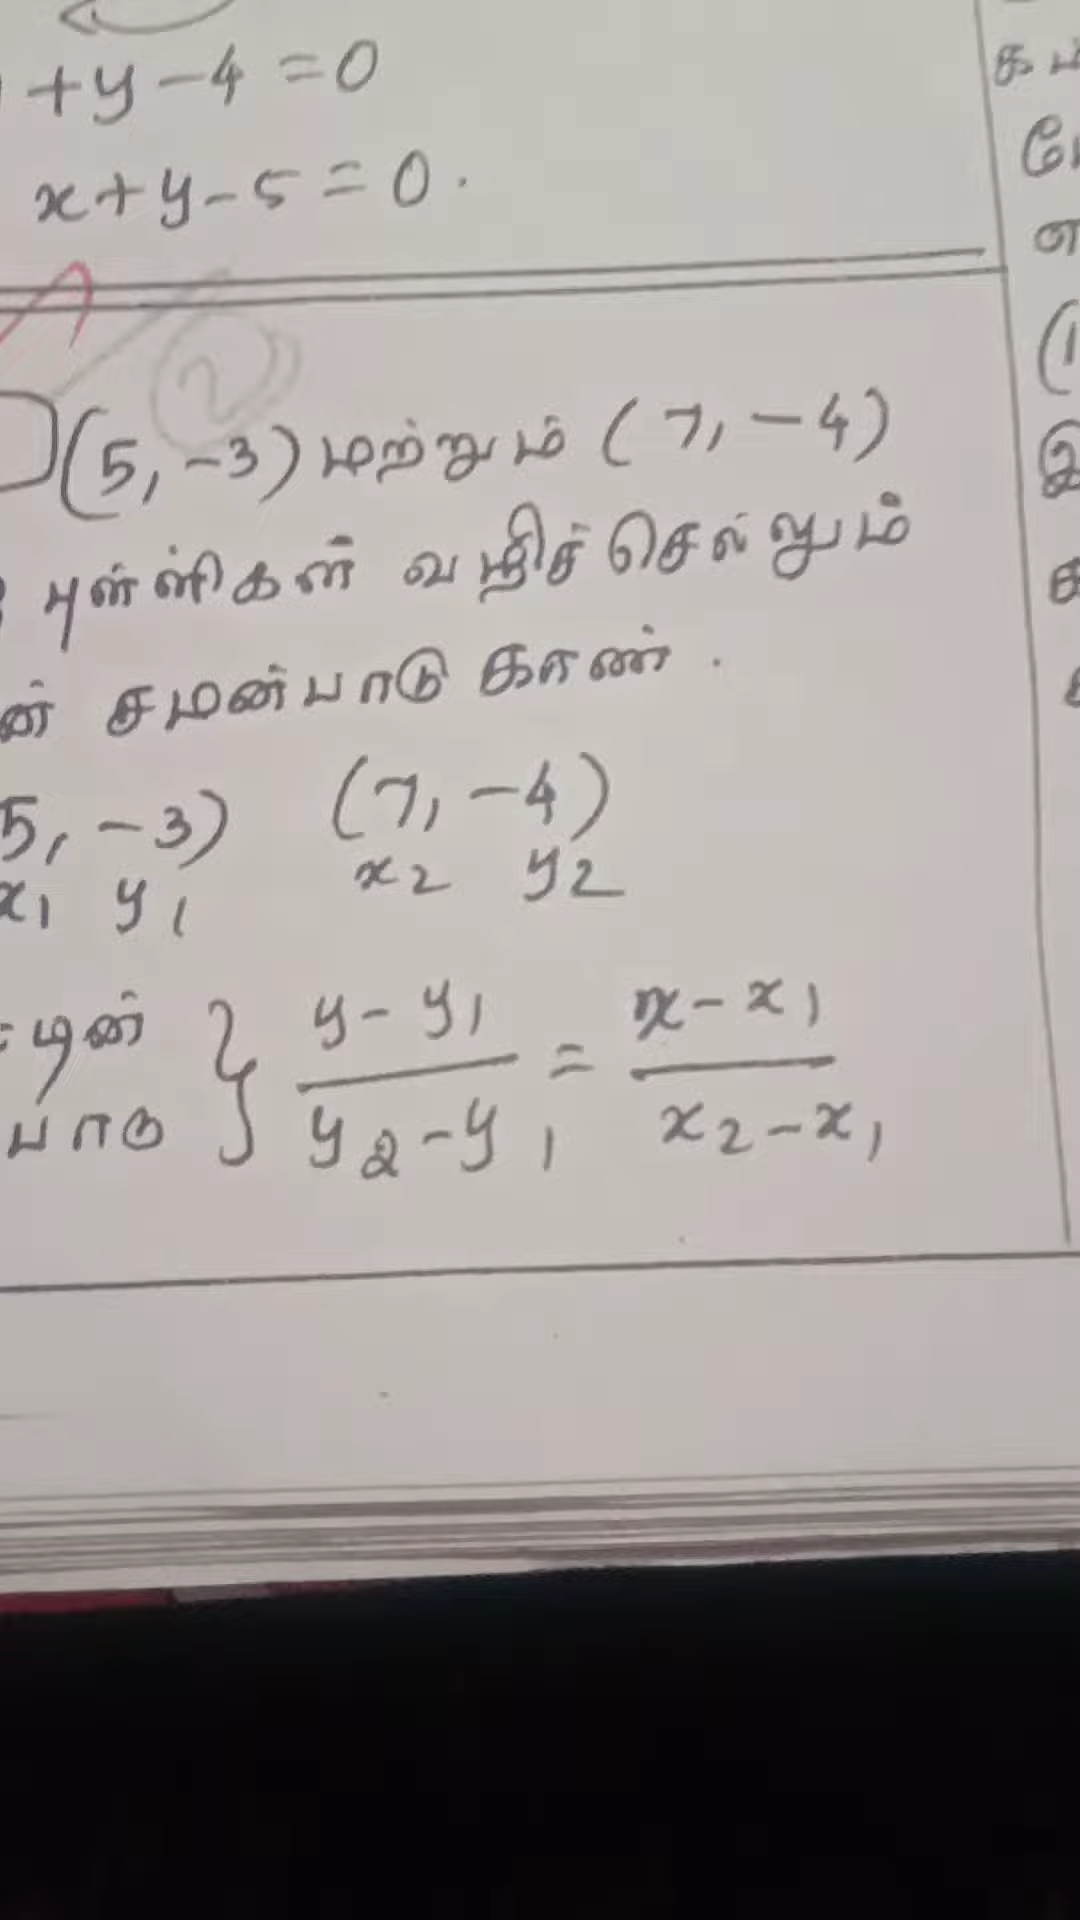 +y-4=0
x+y-5=0.
2
(5,-3) மற்றும் (7,-4)
புள்ளிகள் வழிச்செல்லும்
ன் சமன்பாடு காண்.
5,-3) (7,-4)
x1 y1 x2 y2
டின் } y-y1 / y2-y1 = x-x1 / x2-x1
பாடு